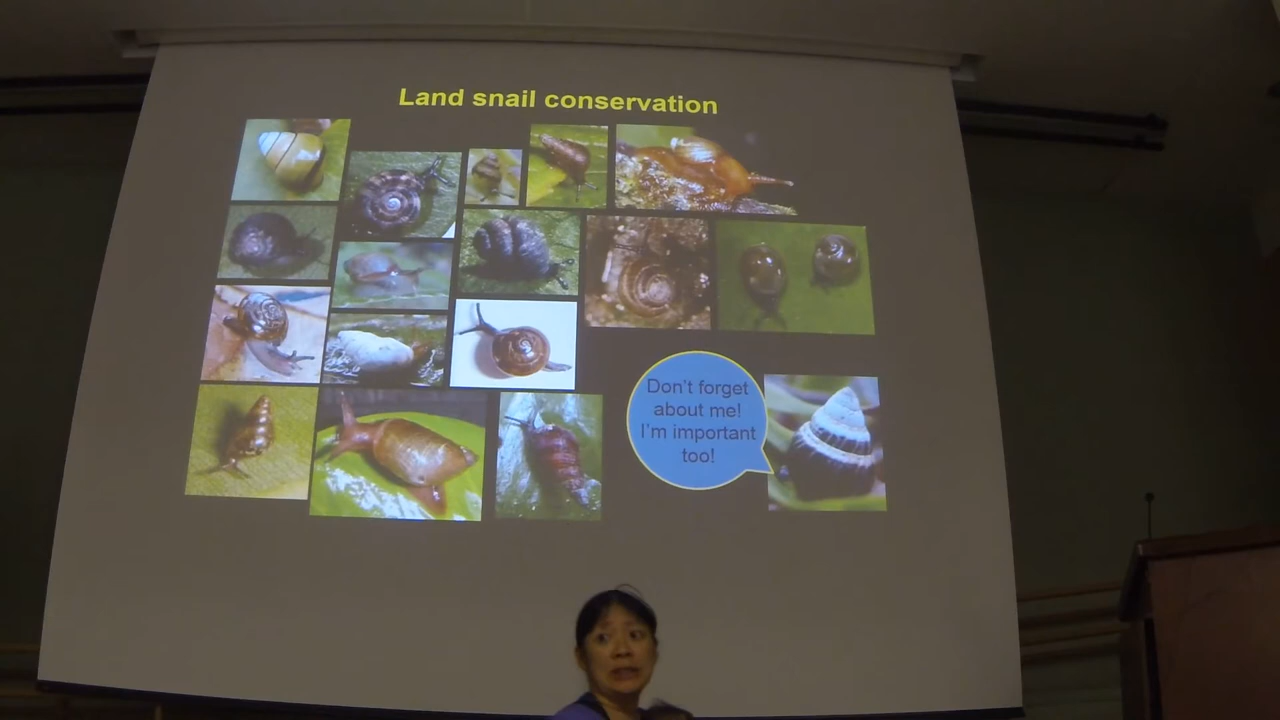 Land snail conservation
Don't forget
about me!
I'm important
too!